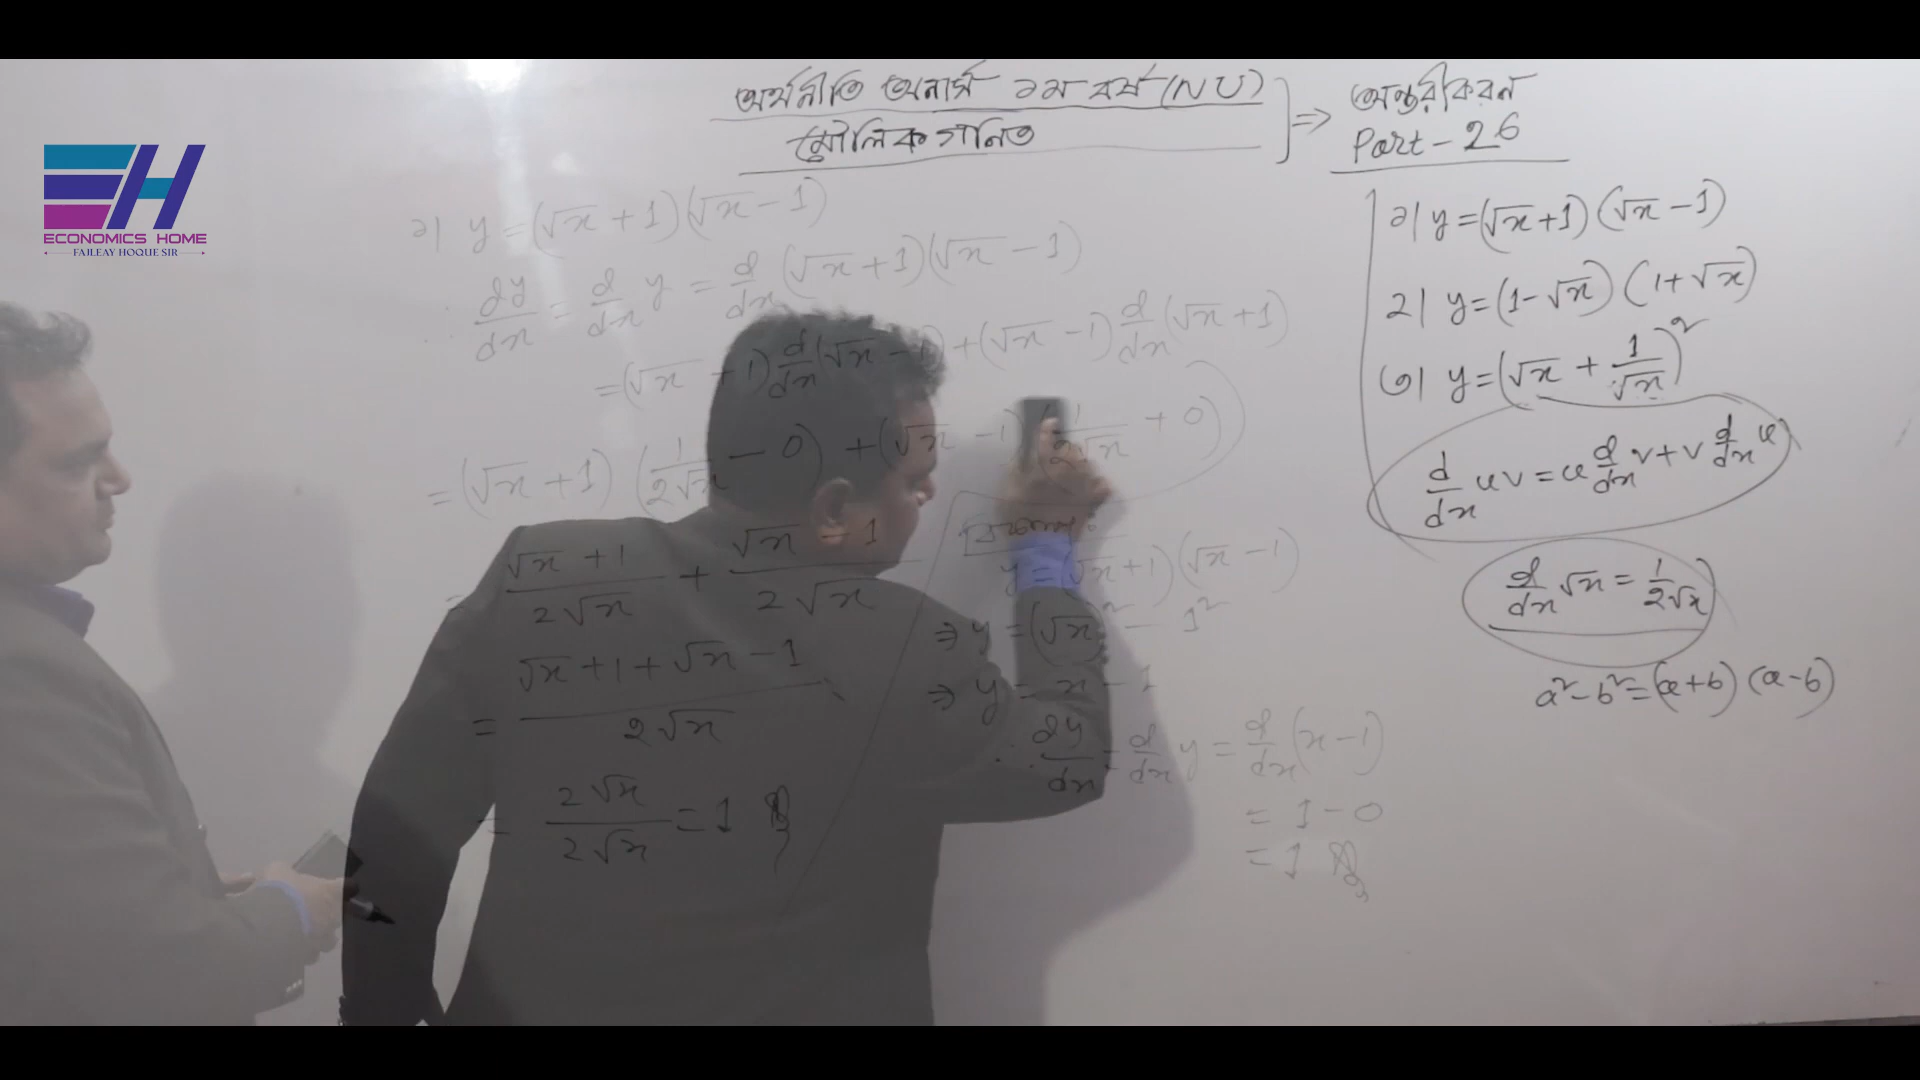 ECONOMICS HOME
FAILEAY HOQUE SIR
অর্থনীতি অনার্স ১ম বর্ষ (NU)
মৌলিক গনিত
⇒ অন্তরীকরন
Part - 26
১। y = (√x + 1)(√x − 1)
∴ dy/dx = d/dx y = d/dx (√x + 1)(√x − 1)
= (√x + 1) d/dx (√x − 1) + (√x − 1) d/dx (√x + 1)
= (√x + 1) (1/2√x − 0) + (√x − 1) (1/2√x + 0)
= √x + 1/2√x + √x − 1/2√x
= √x + 1 + √x − 1/2√x
= 2√x/2√x = 1
বিকল্প:
y = (√x + 1)(√x − 1)
⇒ y = (√x)² − 1²
⇒ y = x − 1
∴ dy/dx = d/dx y = d/dx (x − 1)
= 1 − 0
= 1
১। y = (√x + 1) (√x − 1)
২। y = (1 − √x) (1 + √x)
৩। y = (√x + 1/√x)²
d/dx uv = u d/dx v + v d/dx u
d/dx √x = 1/2√x
a² − b² = (a + b) (a − b)